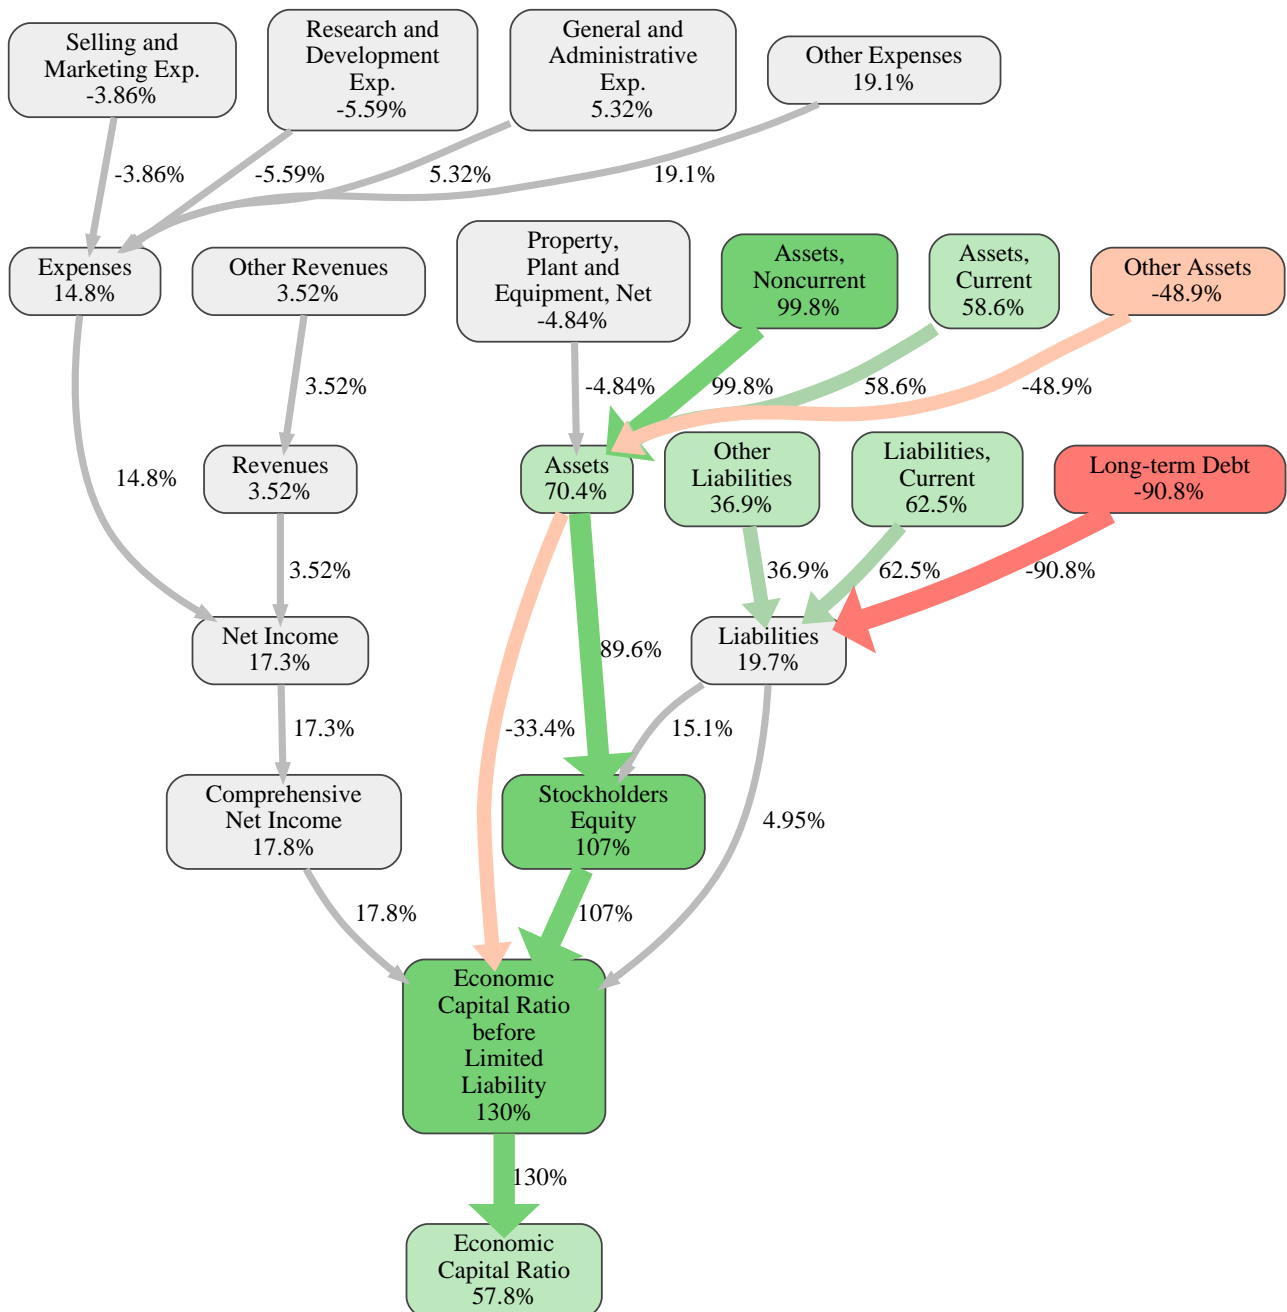 Selling and
Marketing Exp.
-3.86%
Research and
Development
Exp.
-5.59%
General and
Administrative
Exp.
5.32%
Other Expenses
19.1%
-3.86%
-5.59%
5.32%
19.1%
Expenses
14.8%
Other Revenues
3.52%
Property,
Plant and
Equipment, Net
-4.84%
Assets,
Noncurrent
99.8%
Assets,
Current
58.6%
Other Assets
-48.9%
3.52%
-4.84%
99.8%
58.6%
-48.9%
14.8%
Revenues
3.52%
Assets
70.4%
Other
Liabilities
36.9%
Liabilities,
Current
62.5%
Long-term Debt
-90.8%
3.52%
36.9%
62.5%
-90.8%
Net Income
17.3%
89.6%
Liabilities
19.7%
17.3%
-33.4%
15.1%
Comprehensive
Net Income
17.8%
Stockholders
Equity
107%
4.95%
17.8%
107%
Economic
Capital Ratio
before
Limited
Liability
130%
130%
Economic
Capital Ratio
57.8%